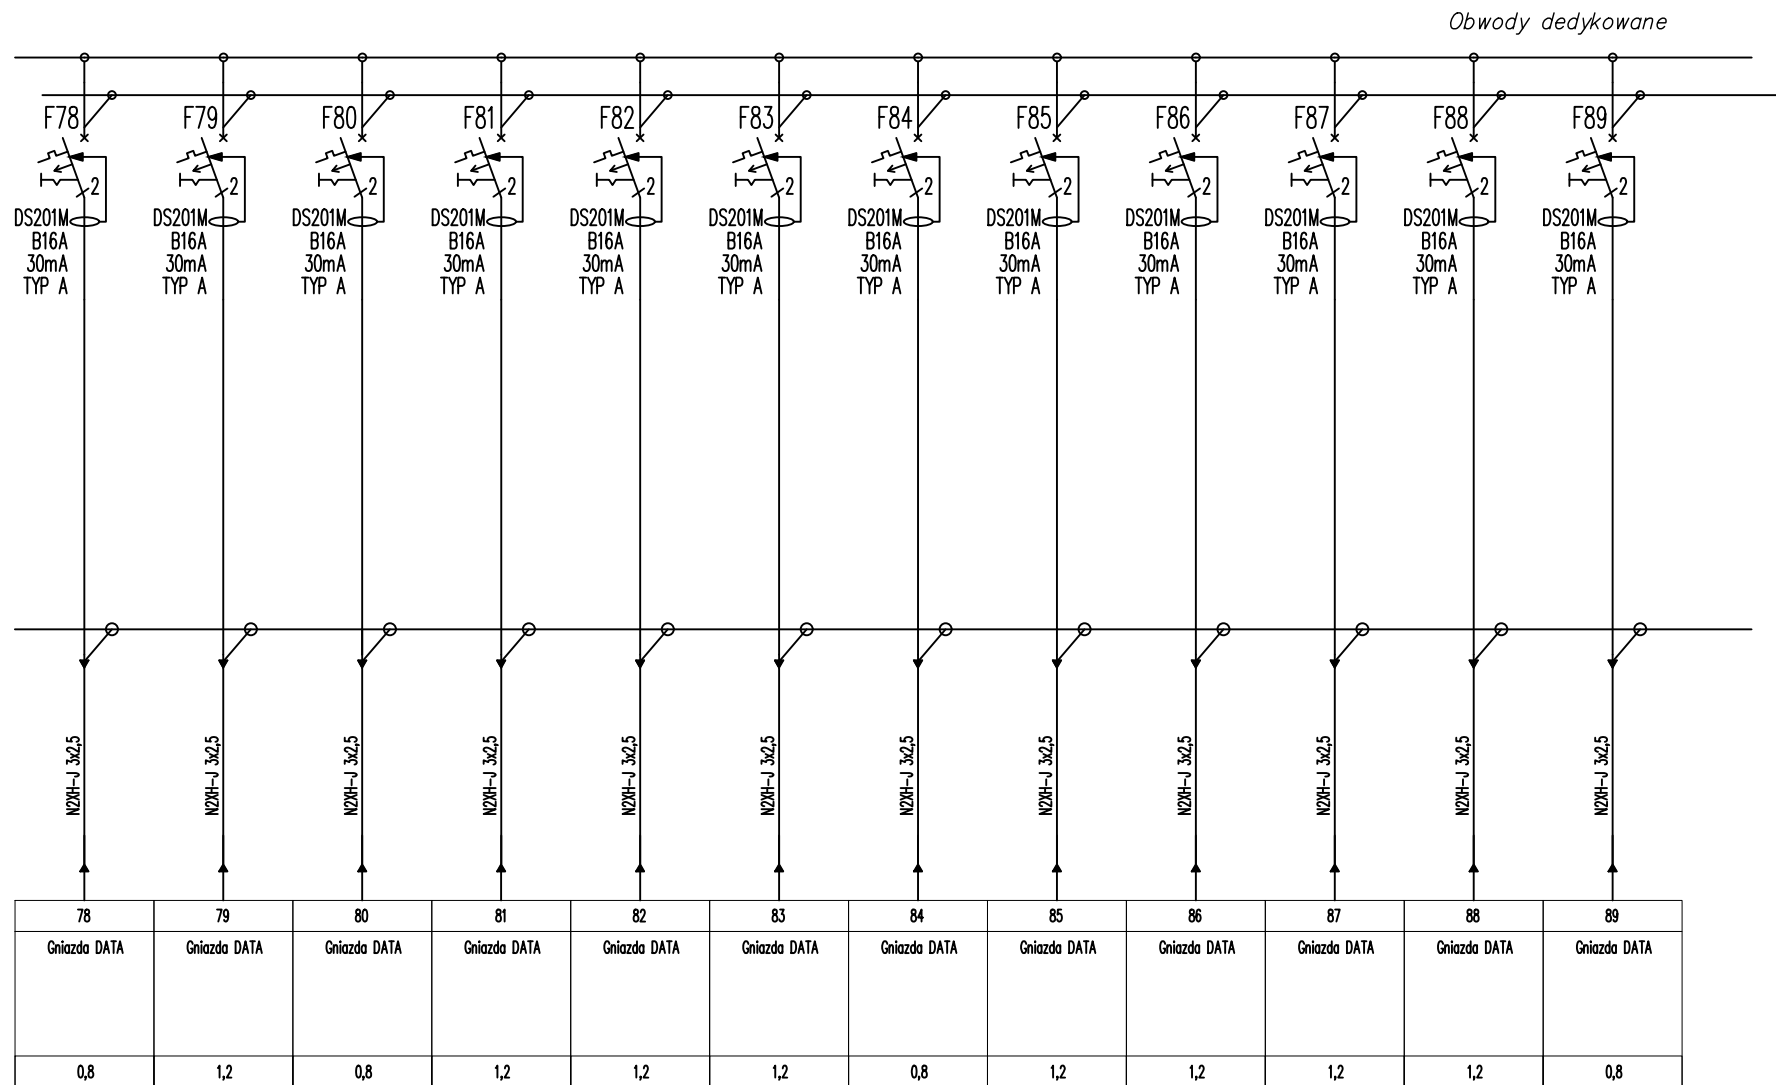 Obwody dedykowane
F78 F79 F80 F81 F82 F83 F84 F85 F86 F87 F88 F89
2 2 2 2 2 2 2 2 2 2 2 2
DS201M DS201M DS201M DS201M DS201M DS201M DS201M DS201M DS201M DS201M DS201M DS201M
B16A B16A B16A B16A B16A B16A B16A B16A B16A B16A B16A B16A
30mA 30mA 30mA 30mA 30mA 30mA 30mA 30mA 30mA 30mA 30mA 30mA
TYP A TYP A TYP A TYP A TYP A TYP A TYP A TYP A TYP A TYP A TYP A TYP A
N2XH-J 3x2,5 N2XH-J 3x2,5 N2XH-J 3x2,5 N2XH-J 3x2,5 N2XH-J 3x2,5 N2XH-J 3x2,5 N2XH-J 3x2,5 N2XH-J 3x2,5 N2XH-J 3x2,5 N2XH-J 3x2,5 N2XH-J 3x2,5 N2XH-J 3x2,5
78 79 80 81 82 83 84 85 86 87 88 89
Gniazda DATA Gniazda DATA Gniazda DATA Gniazda DATA Gniazda DATA Gniazda DATA Gniazda DATA Gniazda DATA Gniazda DATA Gniazda DATA Gniazda DATA Gniazda DATA
0,8 1,2 0,8 1,2 1,2 1,2 0,8 1,2 1,2 1,2 1,2 0,8